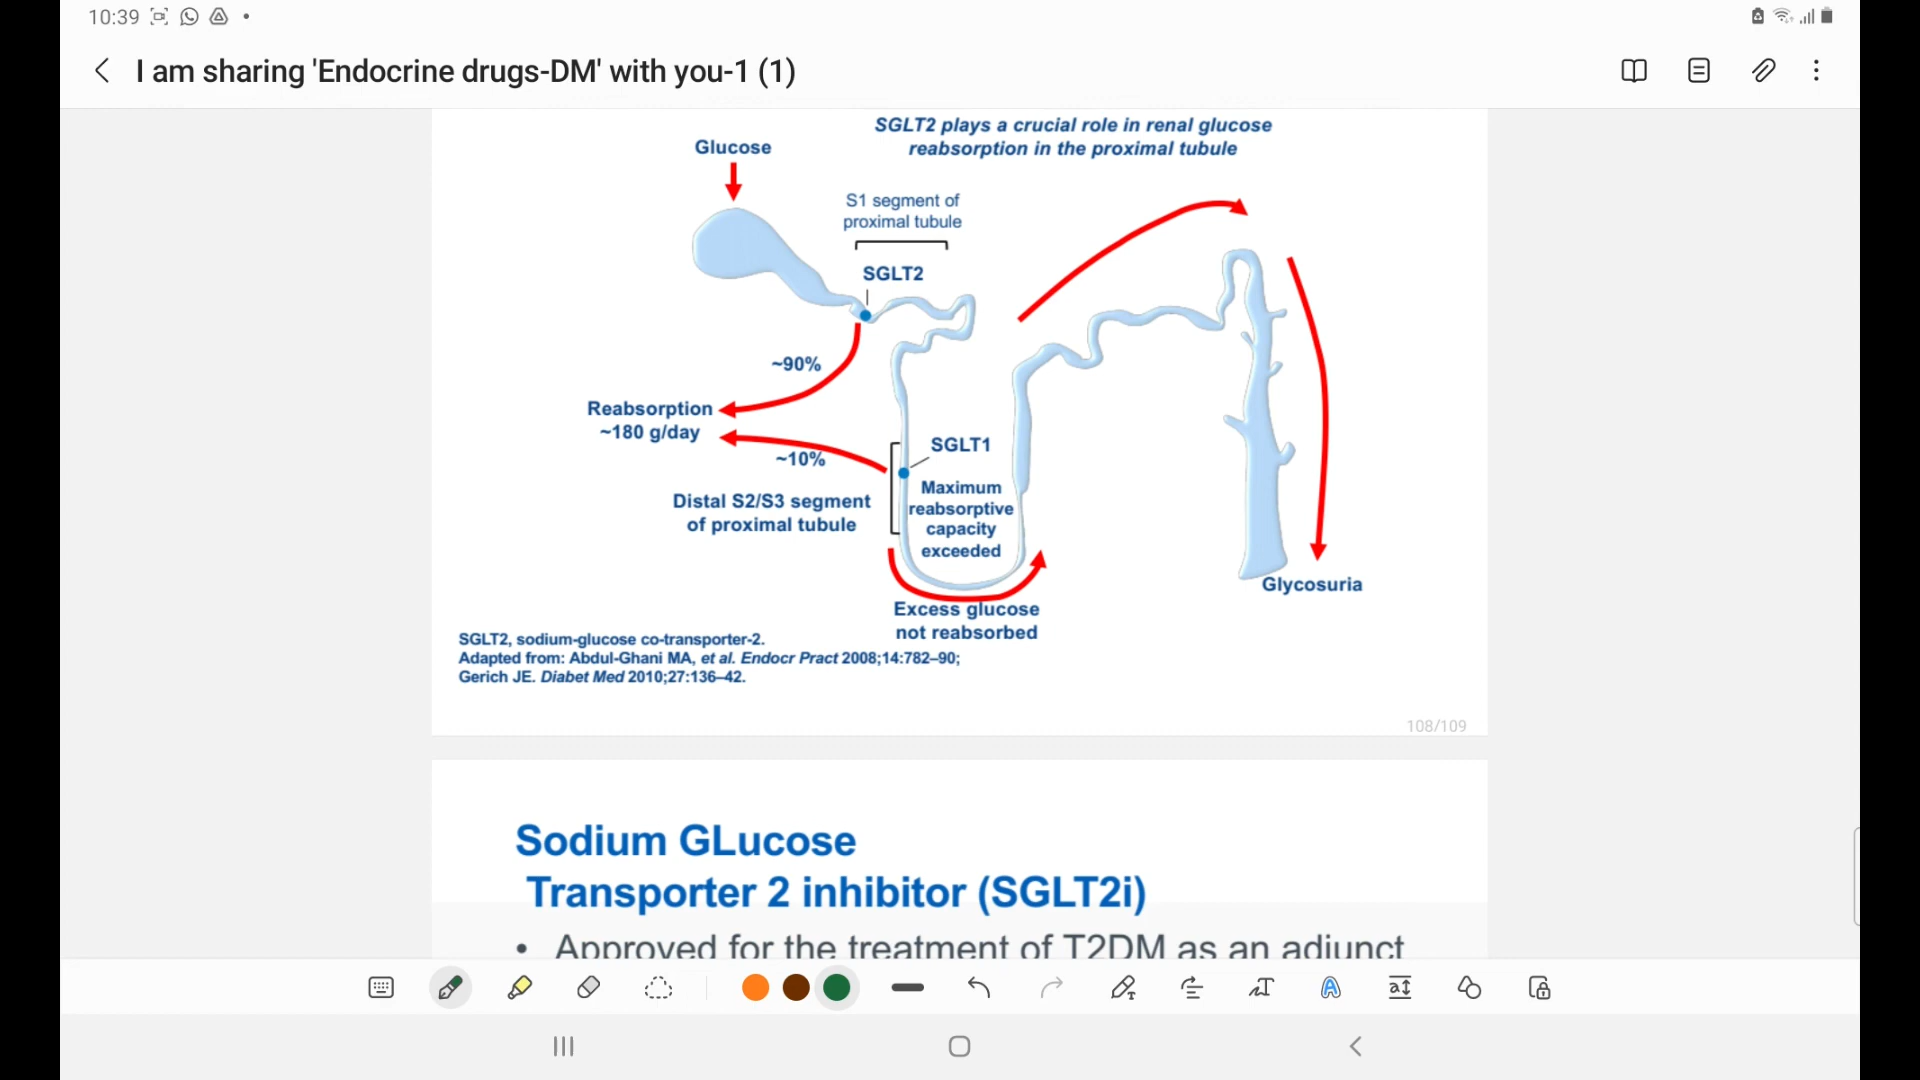 10:39
I am sharing 'Endocrine drugs-DM' with you-1 (1)
SGLT2 plays a crucial role in renal glucose
reabsorption in the proximal tubule
Glucose
S1 segment of
proximal tubule
SGLT2
~90%
Reabsorption
~180 g/day
~10%
SGLT1
Maximum
reabsorptive
capacity
exceeded
Distal S2/S3 segment
of proximal tubule
Glycosuria
Excess glucose
not reabsorbed
SGLT2, sodium-glucose co-transporter-2.
Adapted from: Abdul-Ghani MA, et al. Endocr Pract 2008;14:782–90;
Gerich JE. Diabet Med 2010;27:136–42.
108/109
Sodium GLucose
Transporter 2 inhibitor (SGLT2i)
• Approved for the treatment of T2DM as an adjunct